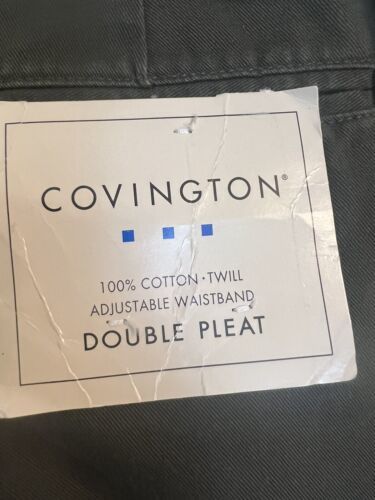 COVINGTON®
100% COTTON · TWILL
ADJUSTABLE WAISTBAND
DOUBLE PLEAT